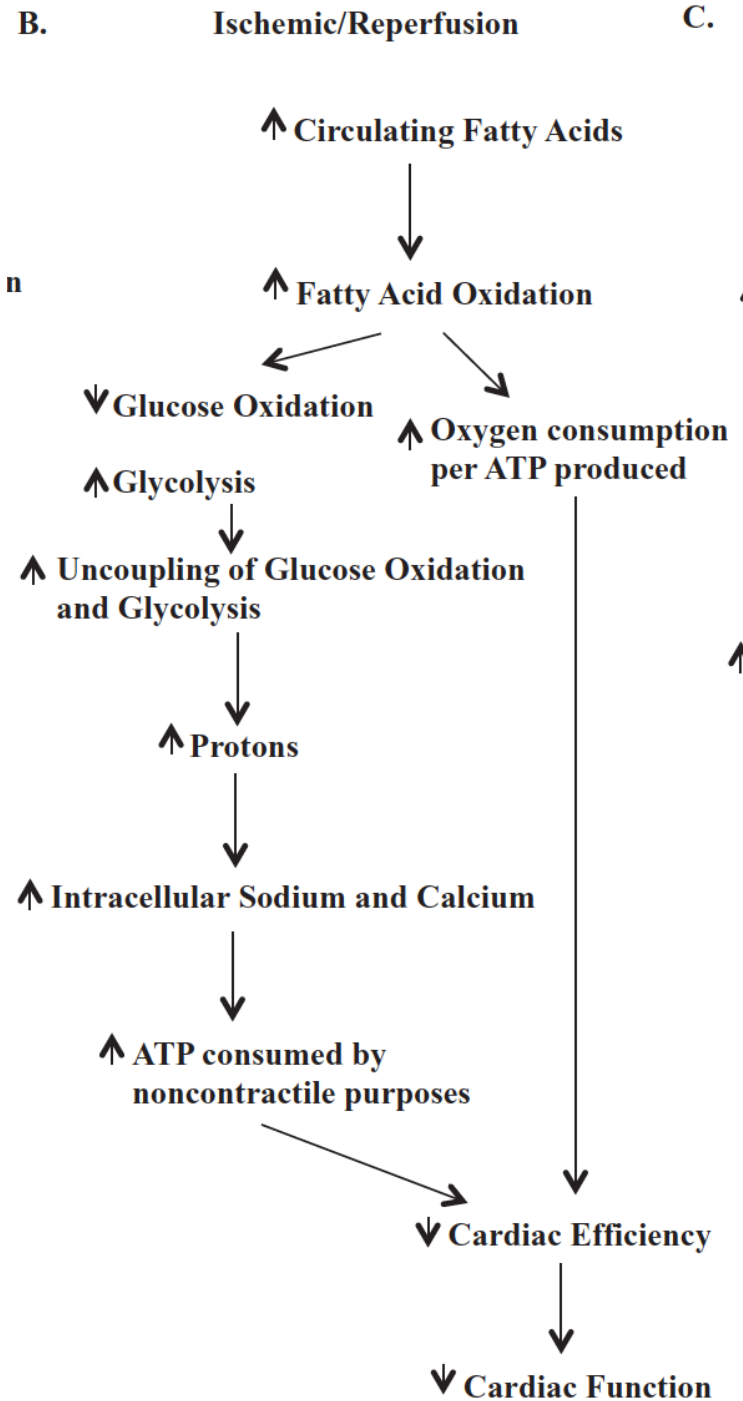 B.
Ischemic/Reperfusion
C.
Circulating Fatty Acids
n
Fatty Acid Oxidation
Glucose Oxidation
Oxygen consumption
per ATP produced
Glycolysis
Uncoupling of Glucose Oxidation
and Glycolysis
Protons
Intracellular Sodium and Calcium
ATP consumed by
noncontractile purposes
Cardiac Efficiency
Cardiac Function